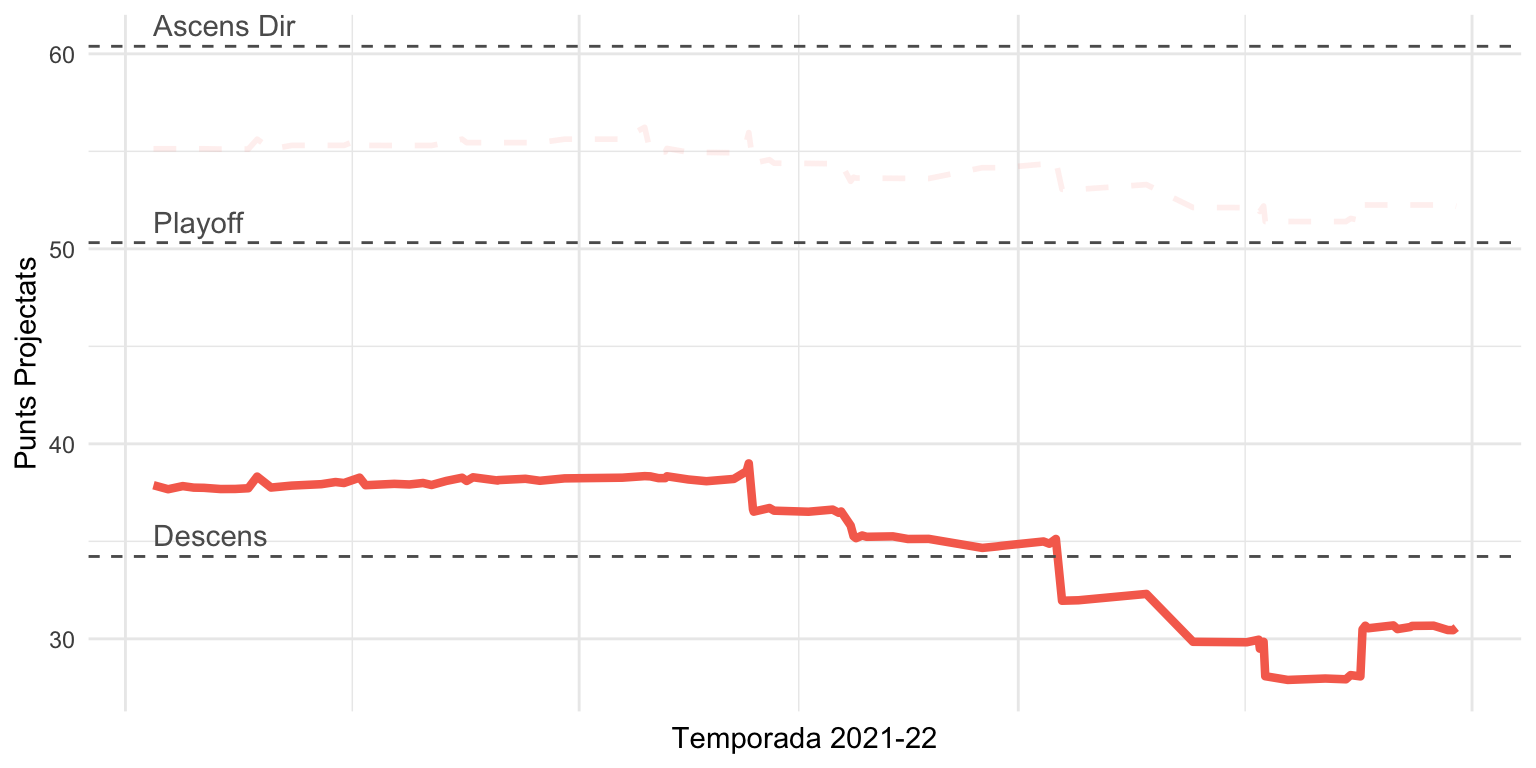 Ascens Dir
60
Playoff
50
Punts Projectats
40
Descens
30
Temporada 2021-22